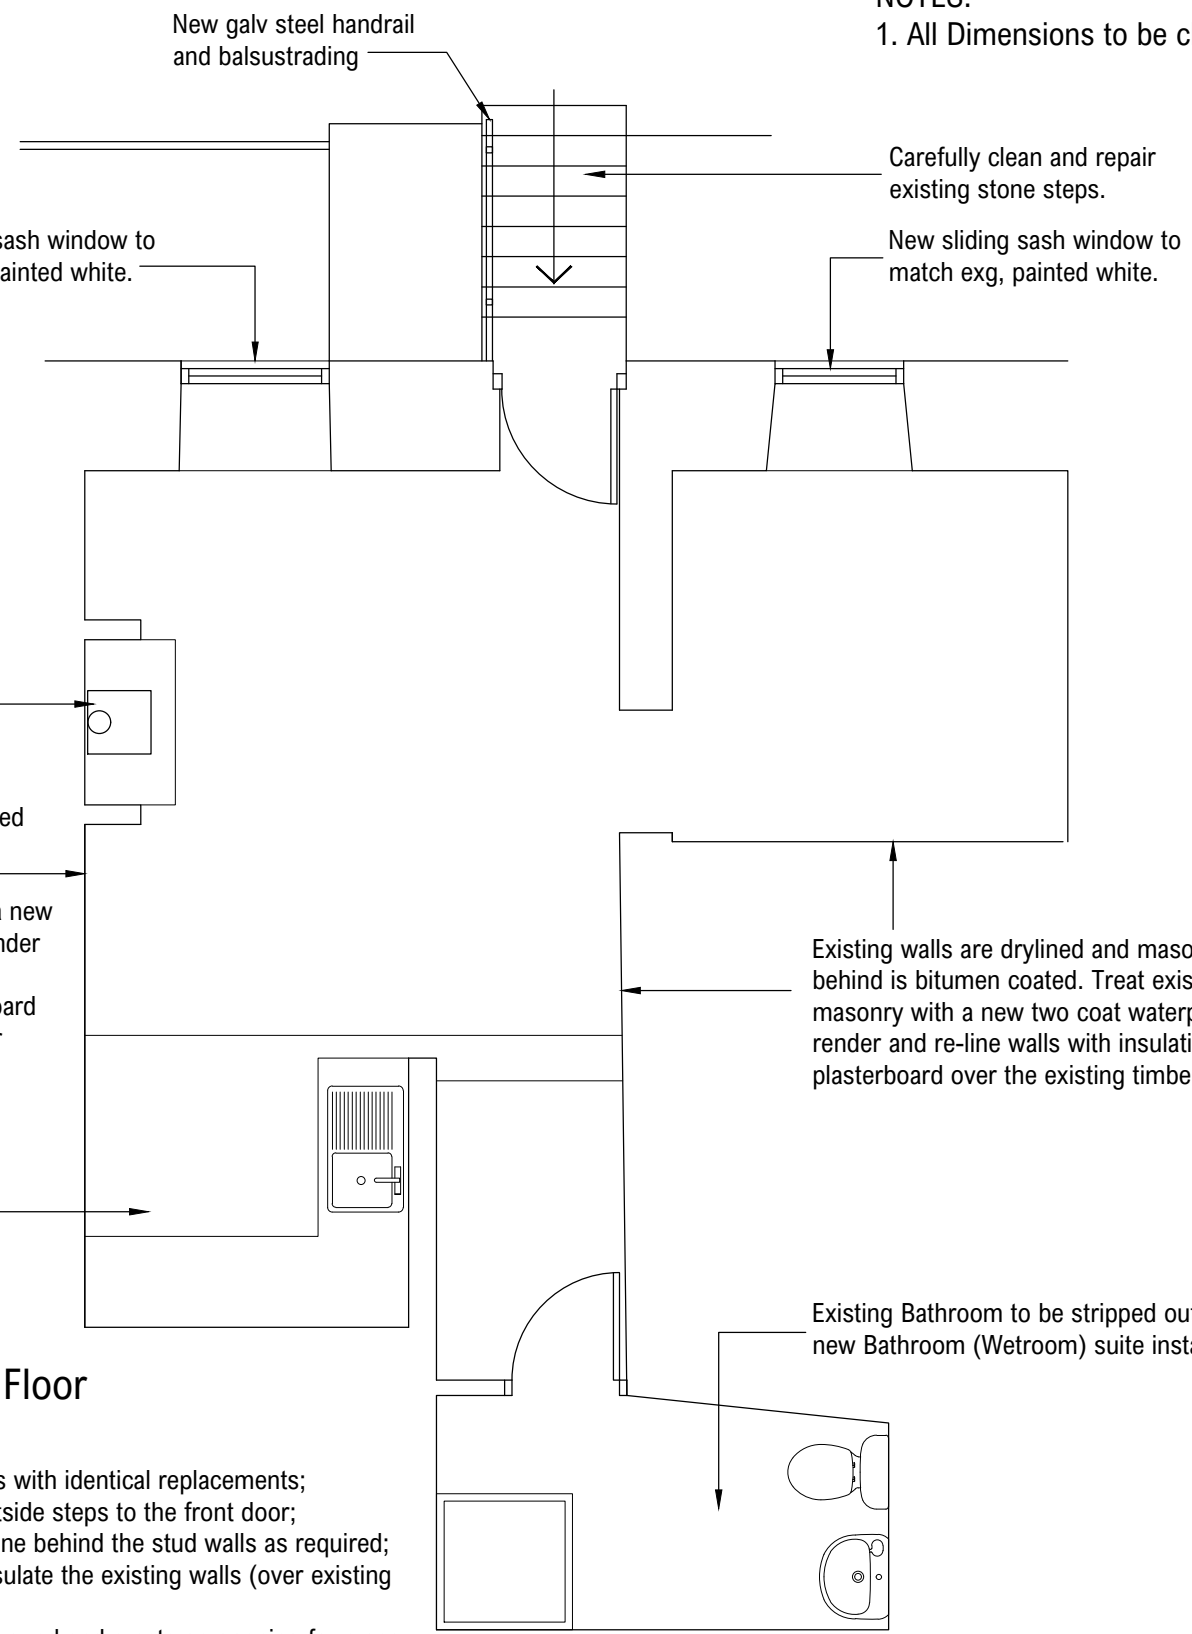 NOTES:
1. All Dimensions to be c
New galv steel handrail
and balsustrading
Carefully clean and repair
existing stone steps.
sash window to
painted white.
New sliding sash window to
match exg, painted white.
ed
new
nder
oard
Existing walls are drylined and maso
behind is bitumen coated. Treat exis
masonry with a new two coat waterp
render and re-line walls with insulati
plasterboard over the existing timbe
Existing Bathroom to be stripped out
new Bathroom (Wetroom) suite insta
Floor
s with identical replacements;
tside steps to the front door;
ne behind the stud walls as required;
sulate the existing walls (over existing